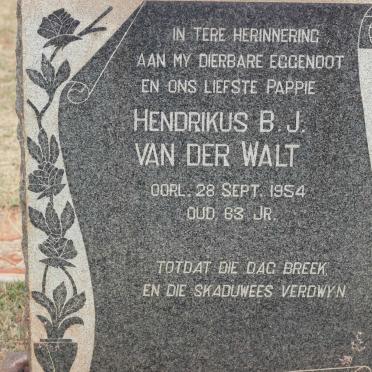 IN TERE HERINNERING
AAN MY DIERBARE EGGENOOT
EN ONS LIEFSTE PAPPIE
HENDRIKUS B. J.
VAN DER WALT
OORL. 28 SEPT. 1954
OUD 63 JR.
TOTDAT DIE DAG BREEK
EN DIE SKADUWEES VERDWYN